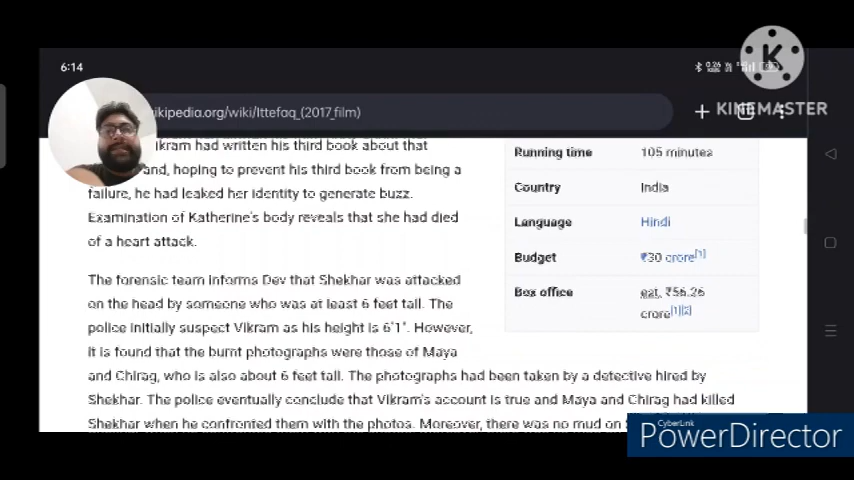 6:14
KINEMASTER
ikipedia.org/wiki/Ittefaq_(2017_film)
ikram had written his third book about that
and, hoping to prevent his third book from being a
failure, he had leaked her identity to generate buzz.
Examination of Katherine's body reveals that she had died
of a heart attack.
Running time 105 minutes
Country India
Language Hindi
Budget ₹30 crore[1]
Box office est. ₹56.26
crore[1][2]
The forensic team informs Dev that Shekhar was attacked
on the head by someone who was at least 6 feet tall. The
police initially suspect Vikram as his height is 6'1". However,
it is found that the burnt photographs were those of Maya
and Chirag, who is also about 6 feet tall. The photographs had been taken by a detective hired by
Shekhar. The police eventually conclude that Vikram's account is true and Maya and Chirag had killed
Shekhar when he confronted them with the photos. Moreover, there was no mud on
CyberLink
PowerDirector